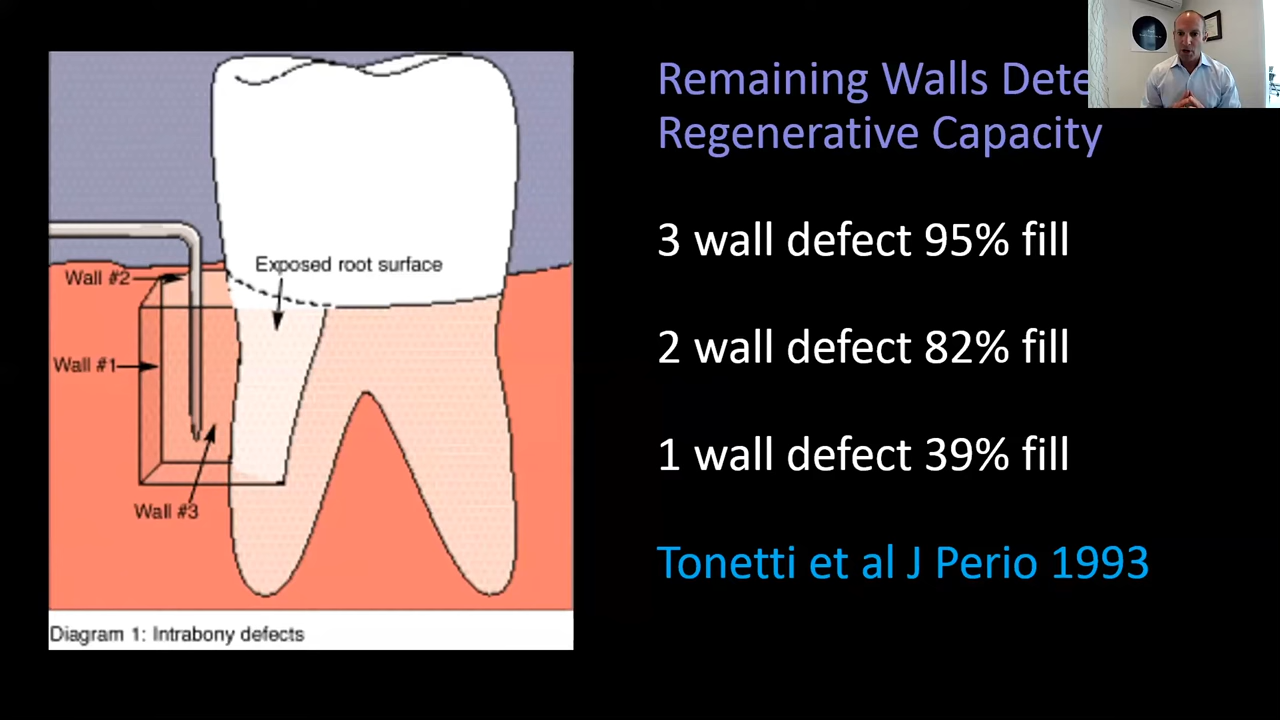 Remaining Walls
Regenerative Capacity
3 wall defect 95% fill
2 wall defect 82% fill
1 wall defect 39% fill
Tonetti et al J Perio 1993
Exposed root surface
Wall #2
Wall #1
Wall #3
Diagram 1: Intrabony defects